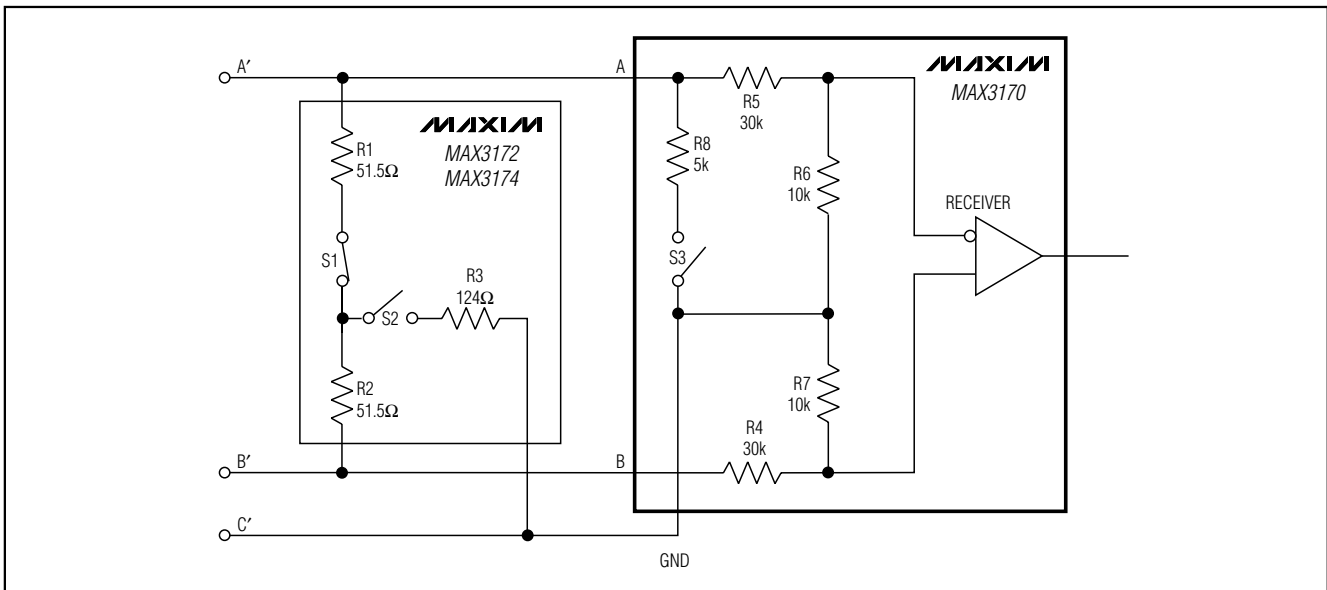 A′
A
MAXIM
MAX3170
R5
30k
MAXIM
MAX3172
MAX3174
R1
51.5Ω
R8
5k
R6
10k
RECEIVER
S1
S3
R3
124Ω
S2
R2
51.5Ω
R7
10k
R4
30k
B′
B
C′
GND